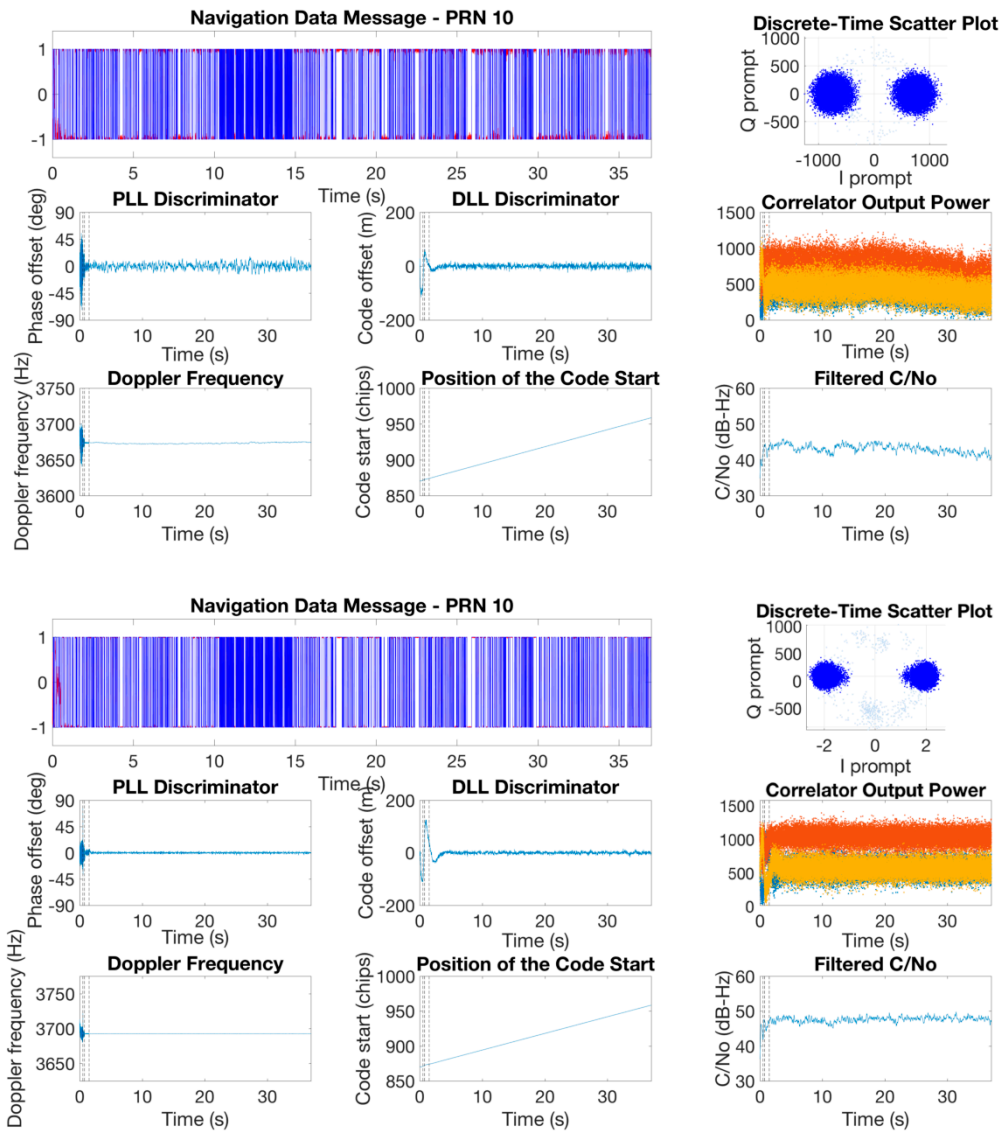 Navigation Data Message - PRN 10
1
0
-1
0 5 10 15 20 25 30 35
Time (s)
Discrete-Time Scatter Plot
Q prompt
1000
500
0
-500
-1000 0 1000
I prompt
PLL Discriminator
Phase offset (deg)
90
45
0
-45
-90
0 10 20 30
Time (s)
DLL Discriminator
Code offset (m)
200
0
-200
0 10 20 30
Time (s)
Correlator Output Power
1500
1000
500
0
0 10 20 30
Time (s)
Doppler Frequency
Doppler frequency (Hz)
3750
3700
3650
3600
0 10 20 30
Time (s)
Position of the Code Start
Code start (chips)
1000
950
900
850
0 10 20 30
Time (s)
Filtered C/No
C/No (dB-Hz)
60
50
40
30
0 10 20 30
Time (s)
Navigation Data Message - PRN 10
1
0
-1
0 5 10 15 20 25 30 35
Time (s)
Discrete-Time Scatter Plot
Q prompt
1000
500
0
-500
-2 0 2
I prompt
PLL Discriminator
Phase offset (deg)
90
45
0
-45
-90
0 10 20 30
Time (s)
DLL Discriminator
Code offset (m)
200
0
-200
0 10 20 30
Time (s)
Correlator Output Power
1500
1000
500
0
0 10 20 30
Time (s)
Doppler Frequency
Doppler frequency (Hz)
3750
3700
3650
0 10 20 30
Time (s)
Position of the Code Start
Code start (chips)
1000
950
900
850
0 10 20 30
Time (s)
Filtered C/No
C/No (dB-Hz)
60
50
40
30
0 10 20 30
Time (s)